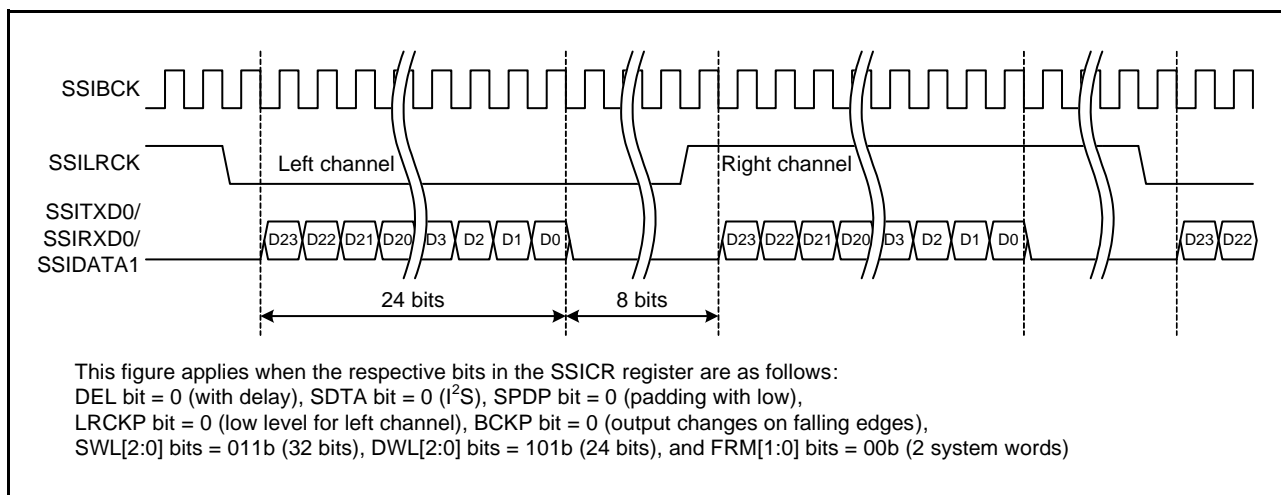 SSIBCK
SSILRCK
Left channel
Right channel
SSITXD0/
SSIRXD0/
SSIDATA1
D23 D22 D21 D20 D3 D2 D1 D0 D23 D22 D21 D20 D3 D2 D1 D0 D23 D22
24 bits
8 bits
This figure applies when the respective bits in the SSICR register are as follows:
DEL bit = 0 (with delay), SDTA bit = 0 (I²S), SPDP bit = 0 (padding with low),
LRCKP bit = 0 (low level for left channel), BCKP bit = 0 (output changes on falling edges),
SWL[2:0] bits = 011b (32 bits), DWL[2:0] bits = 101b (24 bits), and FRM[1:0] bits = 00b (2 system words)